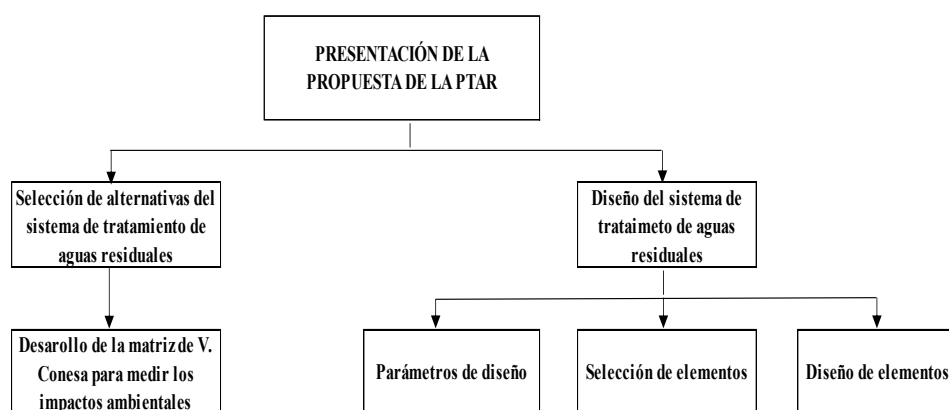 PRESENTACIÓN DE LA
PROPUESTA DE LA PTAR
Selección de alternativas del
sistema de tratamiento de
aguas residuales
Diseño del sistema de
trataimeto de aguas
residuales
Desarollo de la matriz de V.
Conesa para medir los
impactos ambientales
Parámetros de diseño
Selección de elementos
Diseño de elementos